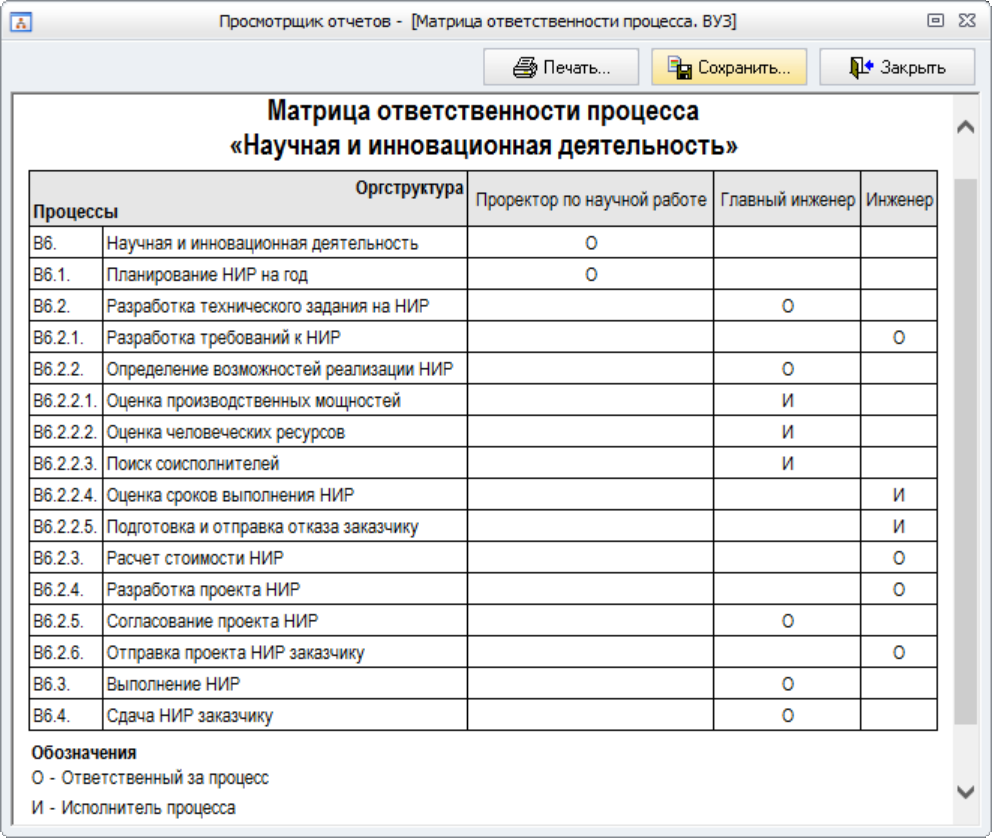 Просмотрщик отчетов - [Матрица ответственности процесса. ВУЗ]
Печать... Сохранить... Закрыть
Матрица ответственности процесса
«Научная и инновационная деятельность»
Оргструктура
Процессы
Проректор по научной работе Главный инженер Инженер
В6. Научная и инновационная деятельность О
В6.1. Планирование НИР на год О
В6.2. Разработка технического задания на НИР О
В6.2.1. Разработка требований к НИР О
В6.2.2. Определение возможностей реализации НИР О
В6.2.2.1. Оценка производственных мощностей И
В6.2.2.2. Оценка человеческих ресурсов И
В6.2.2.3. Поиск соисполнителей И
В6.2.2.4. Оценка сроков выполнения НИР И
В6.2.2.5. Подготовка и отправка отказа заказчику И
В6.2.3. Расчет стоимости НИР О
В6.2.4. Разработка проекта НИР О
В6.2.5. Согласование проекта НИР О
В6.2.6. Отправка проекта НИР заказчику О
В6.3. Выполнение НИР О
В6.4. Сдача НИР заказчику О
Обозначения
О - Ответственный за процесс
И - Исполнитель процесса